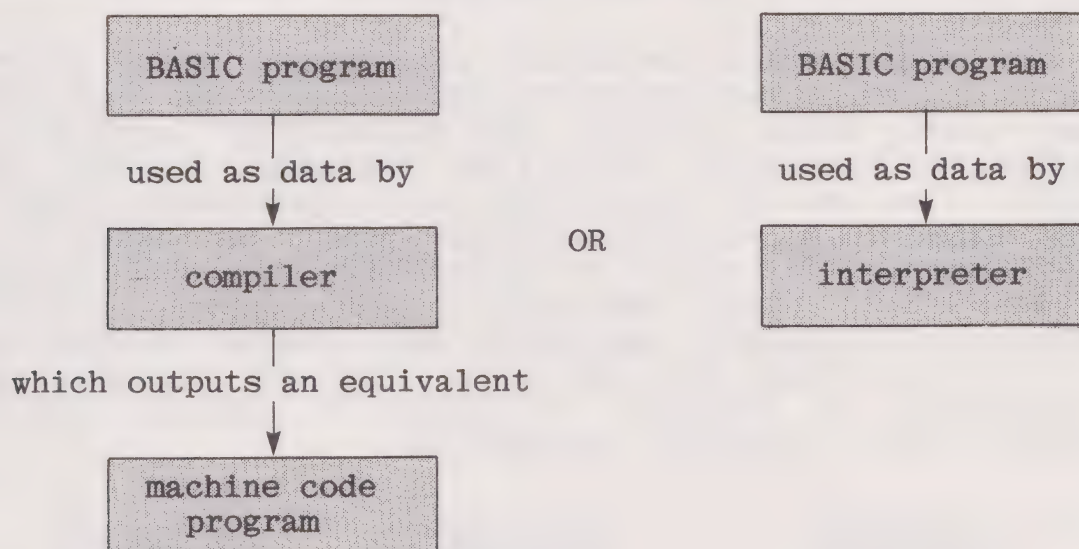 BASIC program
used as data by
compiler
which outputs an equivalent
machine code
program
OR
BASIC program
used as data by
interpreter